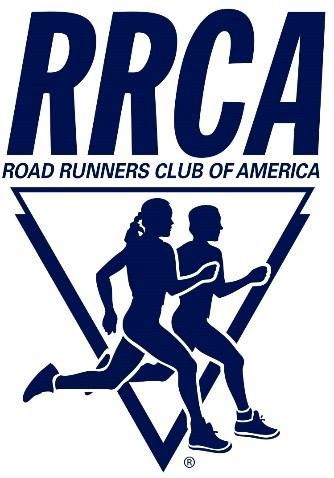 RRCA
ROAD RUNNERS CLUB OF AMERICA
®